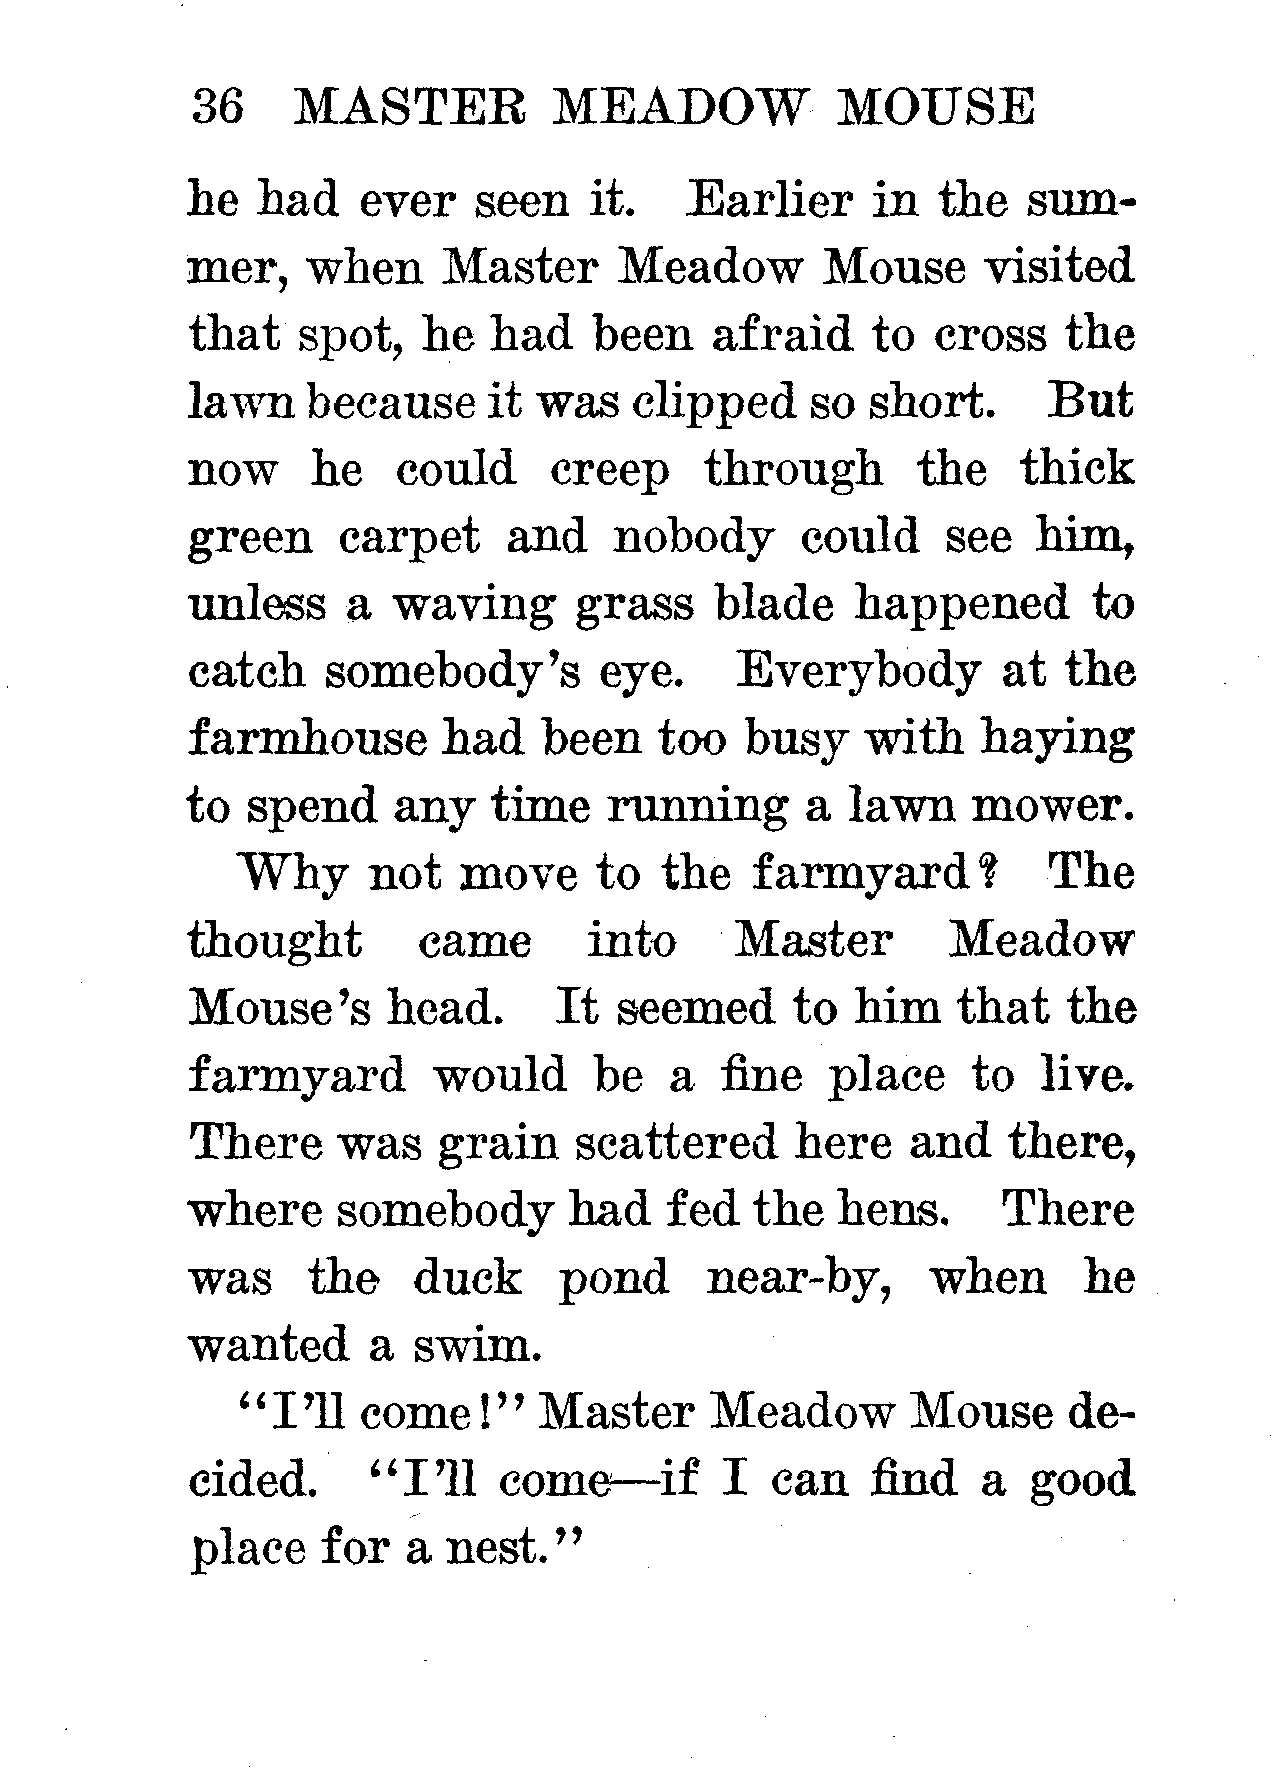 36 MASTER MEADOW MOUSE
he had ever seen it. Earlier in the sum-
mer, when Master Meadow Mouse visited
that spot, he had been afraid to cross the
lawn because it was clipped so short. But
now he could creep through the thick
green carpet and nobody could see him,
unless a waving grass blade happened to
catch somebody's eye. Everybody at the
farmhouse had been too busy with haying
to spend any time running a lawn mower.
Why not move to the farmyard? The
thought came into Master Meadow
Mouse's head. It seemed to him that the
farmyard would be a fine place to live.
There was grain scattered here and there,
where somebody had fed the hens. There
was the duck pond near-by, when he
wanted a swim.
"I'll come!" Master Meadow Mouse de-
cided. "I'll come—if I can find a good
place for a nest."